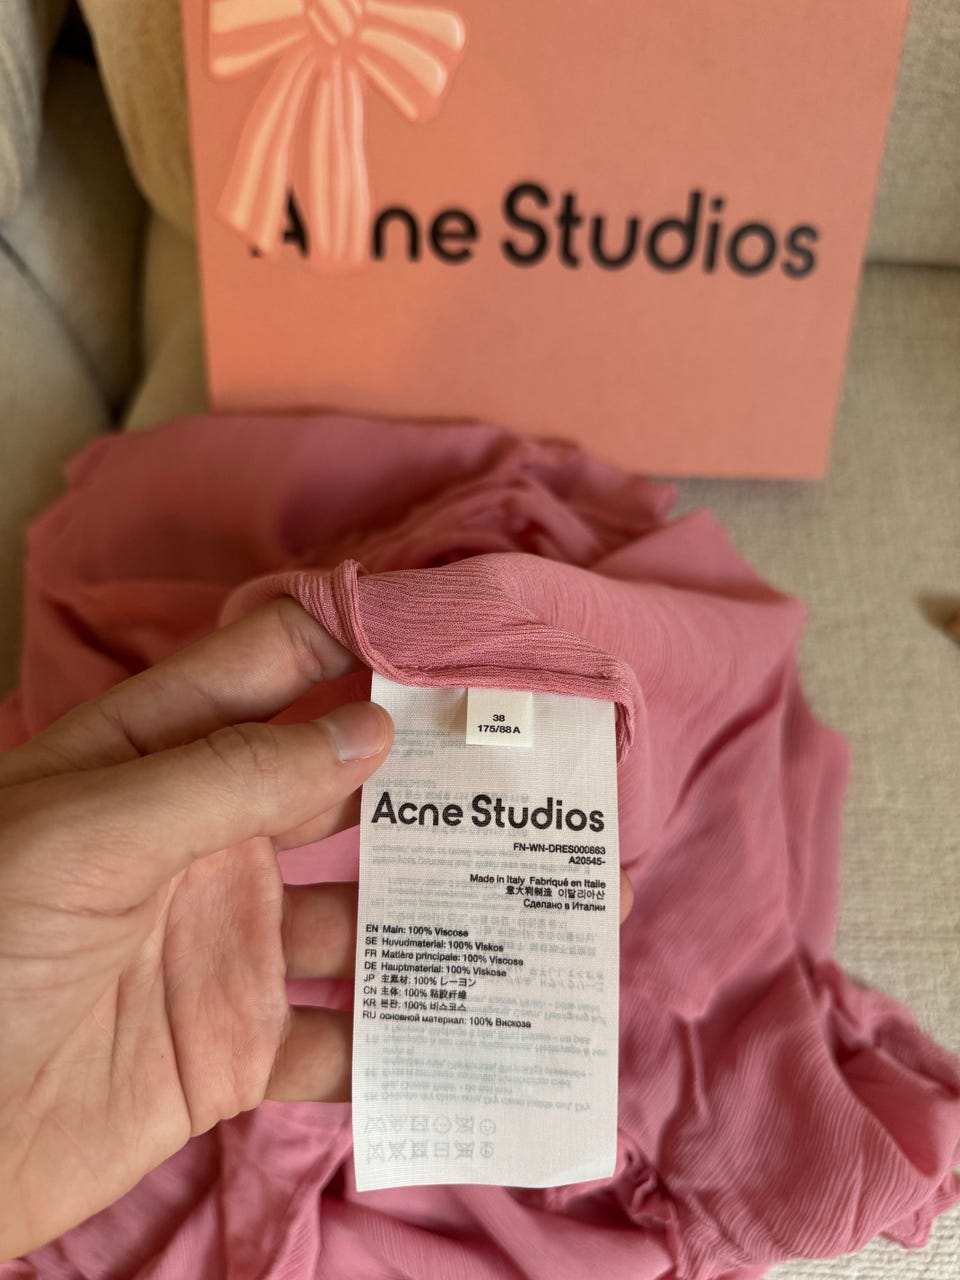 Acne Studios
38
175/88A
Acne Studios
FN-WN-DRES000863
A20545-
Made in Italy Fabriqué en Italie
意大利制造 이탈리아산
Сделано в Италии
EN Main: 100% Viscose
SE Huvudmaterial: 100% Viskos
FR Matière principale: 100% Viscose
DE Hauptmaterial: 100% Viskose
JP 主素材: 100% レーヨン
CN 主体: 100% 粘胶纤维
KR 본판: 100% 비스코스
RU основной материал: 100% Вискоза